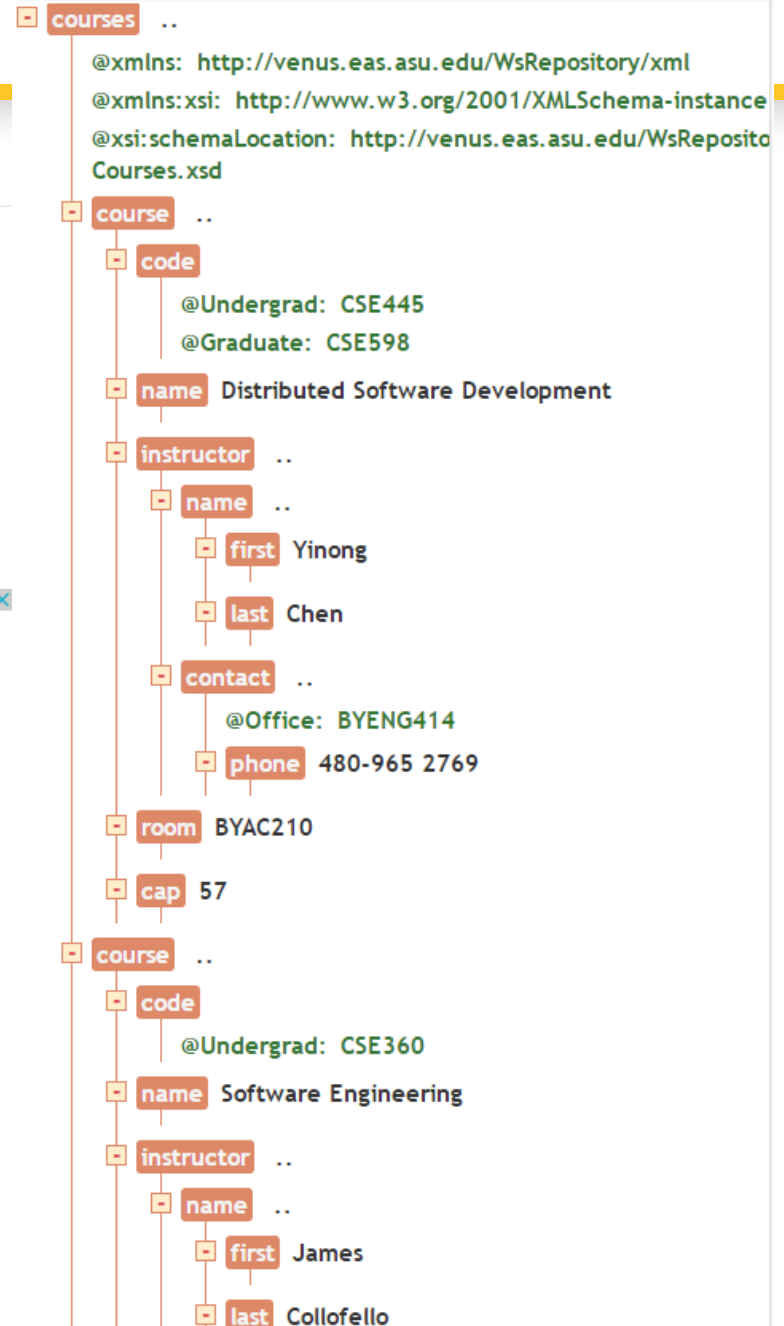 courses ..
@xmlns: http://venus.eas.asu.edu/WsRepository/xml
@xmlns:xsi: http://www.w3.org/2001/XMLSchema-instance
@xsi:schemaLocation: http://venus.eas.asu.edu/WsReposito
Courses.xsd
course ..
code
@Undergrad: CSE445
@Graduate: CSE598
name Distributed Software Development
instructor ..
name ..
first Yinong
last Chen
contact ..
@Office: BYENG414
phone 480-965 2769
room BYAC210
cap 57
course ..
code
@Undergrad: CSE360
name Software Engineering
instructor ..
name ..
first James
last Collofello